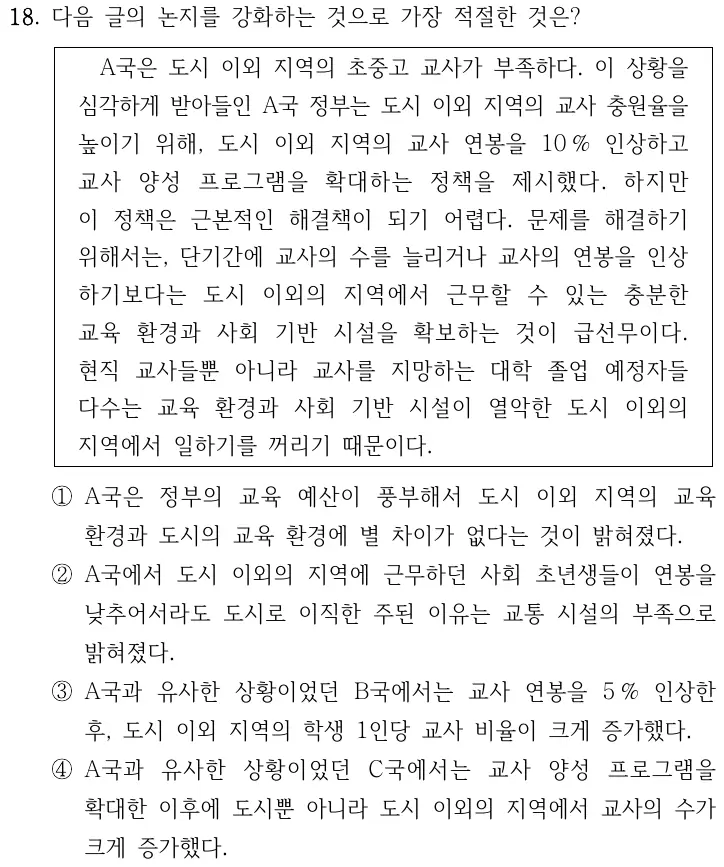 18. 다음 글의 논지를 강화하는 것으로 가장 적절한 것은?
A국은 도시 이외 지역의 초중고 교사가 부족하다. 이 상황을
심각하게 받아들인 A국 정부는 도시 이외 지역의 교사 충원율을
높이기 위해, 도시 이외 지역의 교사 연봉을 10% 인상하고
교사 양성 프로그램을 확대하는 정책을 제시했다. 하지만
이 정책은 근본적인 해결책이 되기 어렵다. 문제를 해결하기
위해서는, 단기간에 교사의 수를 늘리거나 교사의 연봉을 인상
하기보다는 도시 이외의 지역에서 근무할 수 있는 충분한
교육 환경과 사회 기반 시설을 확보하는 것이 급선무이다.
현직 교사들뿐 아니라 교사를 지망하는 대학 졸업 예정자들
다수는 교육 환경과 사회 기반 시설이 열악한 도시 이외의
지역에서 일하기를 꺼리기 때문이다.
① A국은 정부의 교육 예산이 풍부해서 도시 이외 지역의 교육
환경과 도시의 교육 환경에 별 차이가 없다는 것이 밝혀졌다.
② A국에서 도시 이외의 지역에 근무하던 사회 초년생들이 연봉을
낮추어서라도 도시로 이직한 주된 이유는 교통 시설의 부족으로
밝혀졌다.
③ A국과 유사한 상황이었던 B국에서는 교사 연봉을 5% 인상한
후, 도시 이외 지역의 학생 1인당 교사 비율이 크게 증가했다.
④ A국과 유사한 상황이었던 C국에서는 교사 양성 프로그램을
확대한 이후에 도시뿐 아니라 도시 이외의 지역에서 교사의 수가
크게 증가했다.